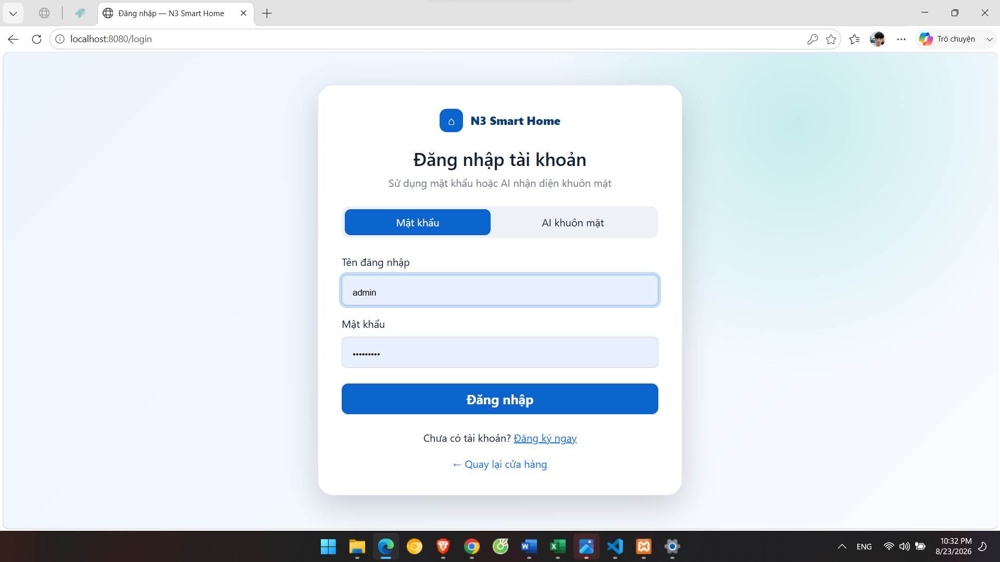 Đăng nhập — N3 Smart Home
localhost:8080/login
Trò chuyện
N3 Smart Home
Đăng nhập tài khoản
Sử dụng mật khẩu hoặc AI nhận diện khuôn mặt
Mật khẩu
AI khuôn mặt
Tên đăng nhập
admin
Mật khẩu
•••••••••
Đăng nhập
Chưa có tài khoản? Đăng ký ngay
← Quay lại cửa hàng
ENG
10:32 PM
8/23/2026